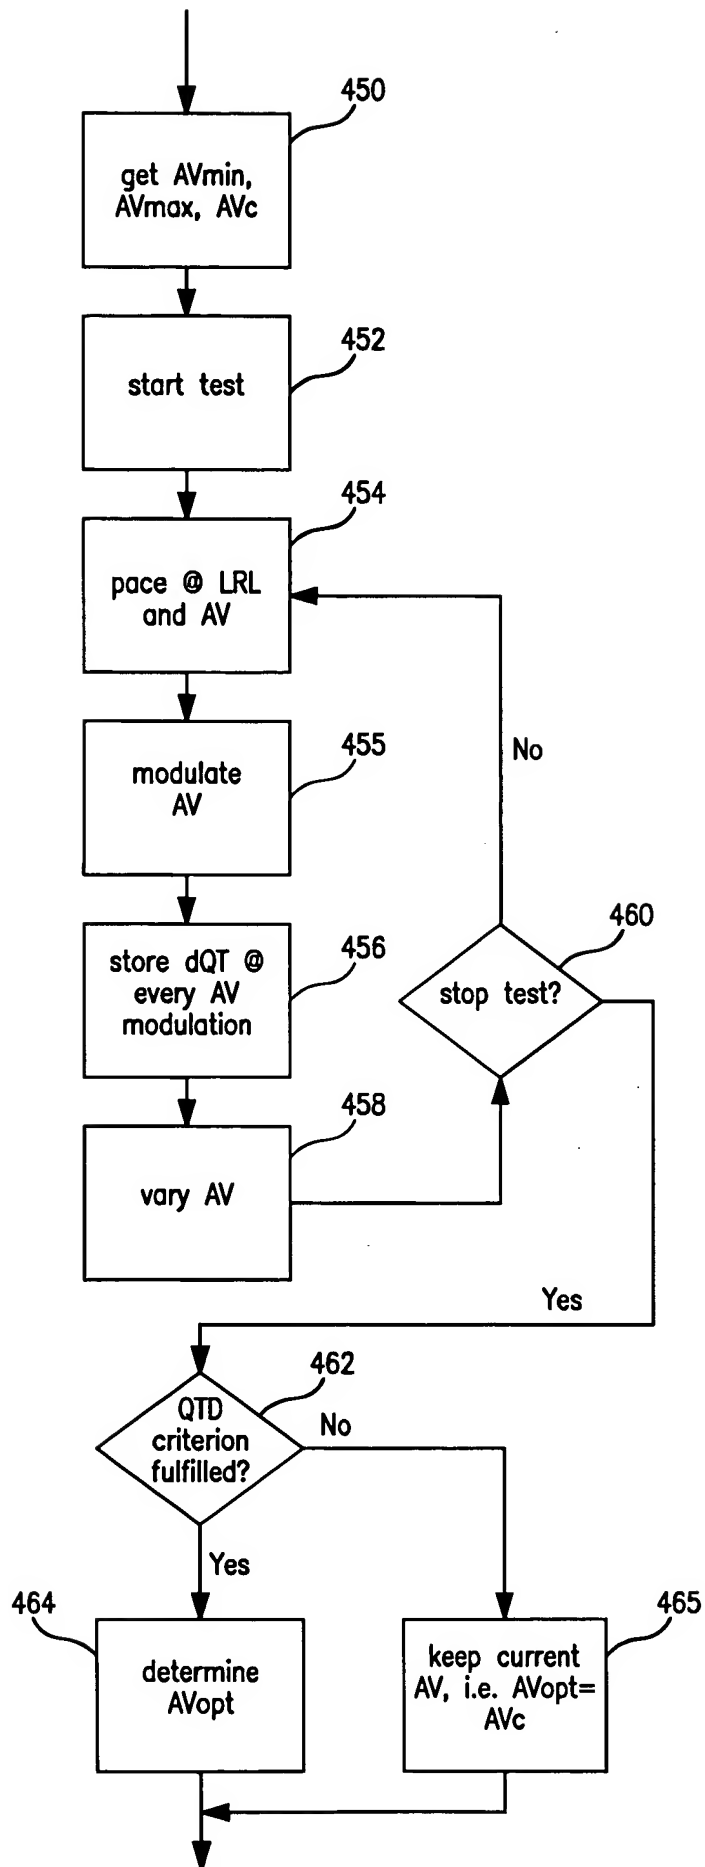 450
get AVmin,
AVmax, AVc
452
start test
454
pace @ LRL
and AV
455
modulate
AV
No
456
store dQT @
every AV
modulation
460
stop test?
458
vary AV
Yes
462
QTD
criterion
fulfilled?
No
Yes
464
determine
AVopt
465
keep current
AV, i.e. AVopt=
AVc